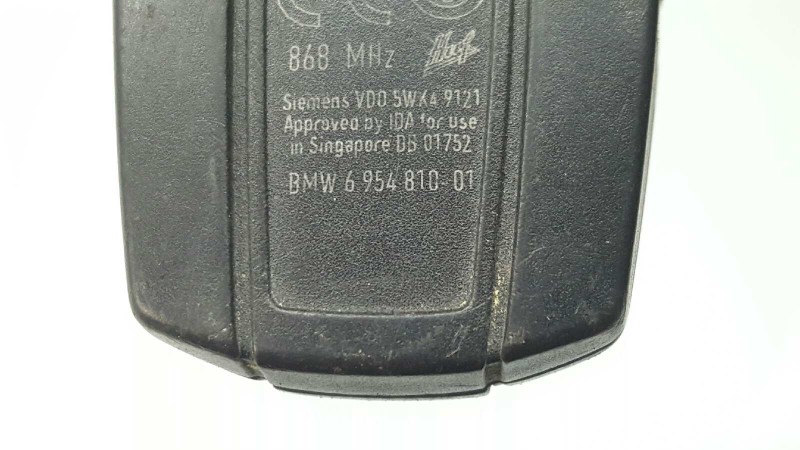 868 MHz
Siemens VDO 5WK4 9121
Approved by IDA for use
in Singapore DB 01752
BMW 6 954 810-01